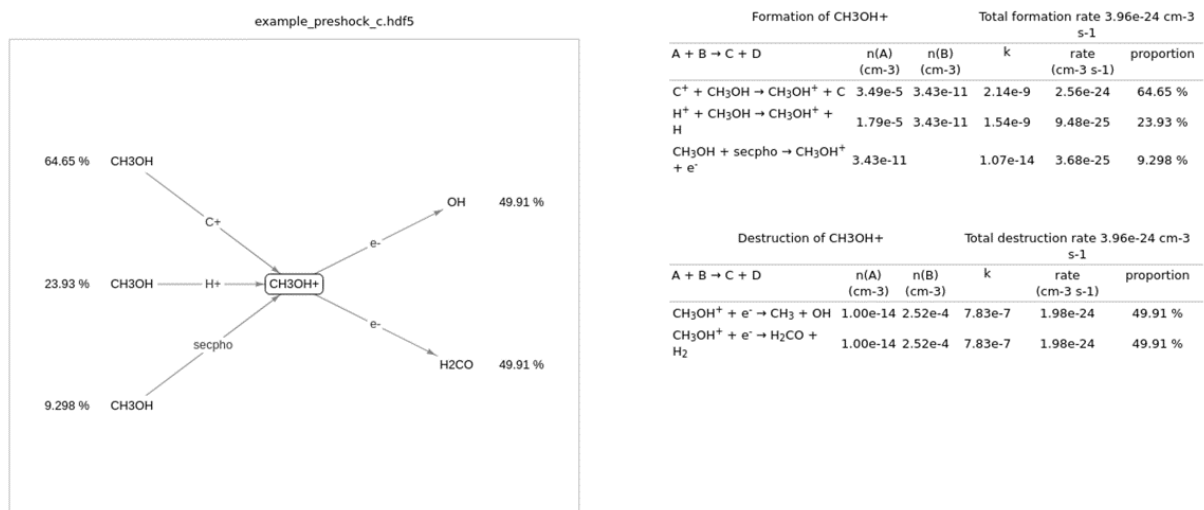 example_preshock_c.hdf5
64.65 % CH3OH
C+
OH 49.91 %
e-
23.93 % CH3OH H+ CH3OH+
e-
secpho
H2CO 49.91 %
9.298 % CH3OH
Formation of CH3OH+ Total formation rate 3.96e-24 cm-3
s-1
A + B → C + D n(A) n(B) k rate proportion
(cm-3) (cm-3) (cm-3 s-1)
C⁺ + CH₃OH → CH₃OH⁺ + C 3.49e-5 3.43e-11 2.14e-9 2.56e-24 64.65 %
H⁺ + CH₃OH → CH₃OH⁺ +
H 1.79e-5 3.43e-11 1.54e-9 9.48e-25 23.93 %
CH₃OH + secpho → CH₃OH⁺
+ e⁻ 3.43e-11 1.07e-14 3.68e-25 9.298 %
Destruction of CH3OH+ Total destruction rate 3.96e-24 cm-3
s-1
A + B → C + D n(A) n(B) k rate proportion
(cm-3) (cm-3) (cm-3 s-1)
CH₃OH⁺ + e⁻ → CH₃ + OH 1.00e-14 2.52e-4 7.83e-7 1.98e-24 49.91 %
CH₃OH⁺ + e⁻ → H₂CO +
H₂ 1.00e-14 2.52e-4 7.83e-7 1.98e-24 49.91 %